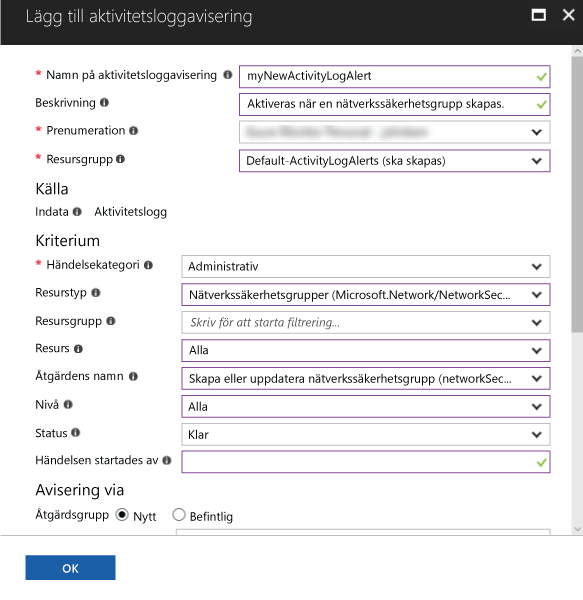 Lägg till aktivitetsloggavisering
* Namn på aktivitetsloggavisering myNewActivityLogAlert
Beskrivning Aktiveras när en nätverkssäkerhetsgrupp skapas.
* Prenumeration
* Resursgrupp Default-ActivityLogAlerts (ska skapas)
Källa
Indata Aktivitetslogg
Kriterium
* Händelsekategori Administrativ
Resurstyp Nätverkssäkerhetsgrupper (Microsoft.Network/NetworkSec...
Resursgrupp Skriv för att starta filtrering...
Resurs Alla
Åtgärdens namn Skapa eller uppdatera nätverkssäkerhetsgrupp (networkSec...
Nivå Alla
Status Klar
Händelsen startades av
Avisering via
Åtgärdsgrupp Nytt Befintlig
OK